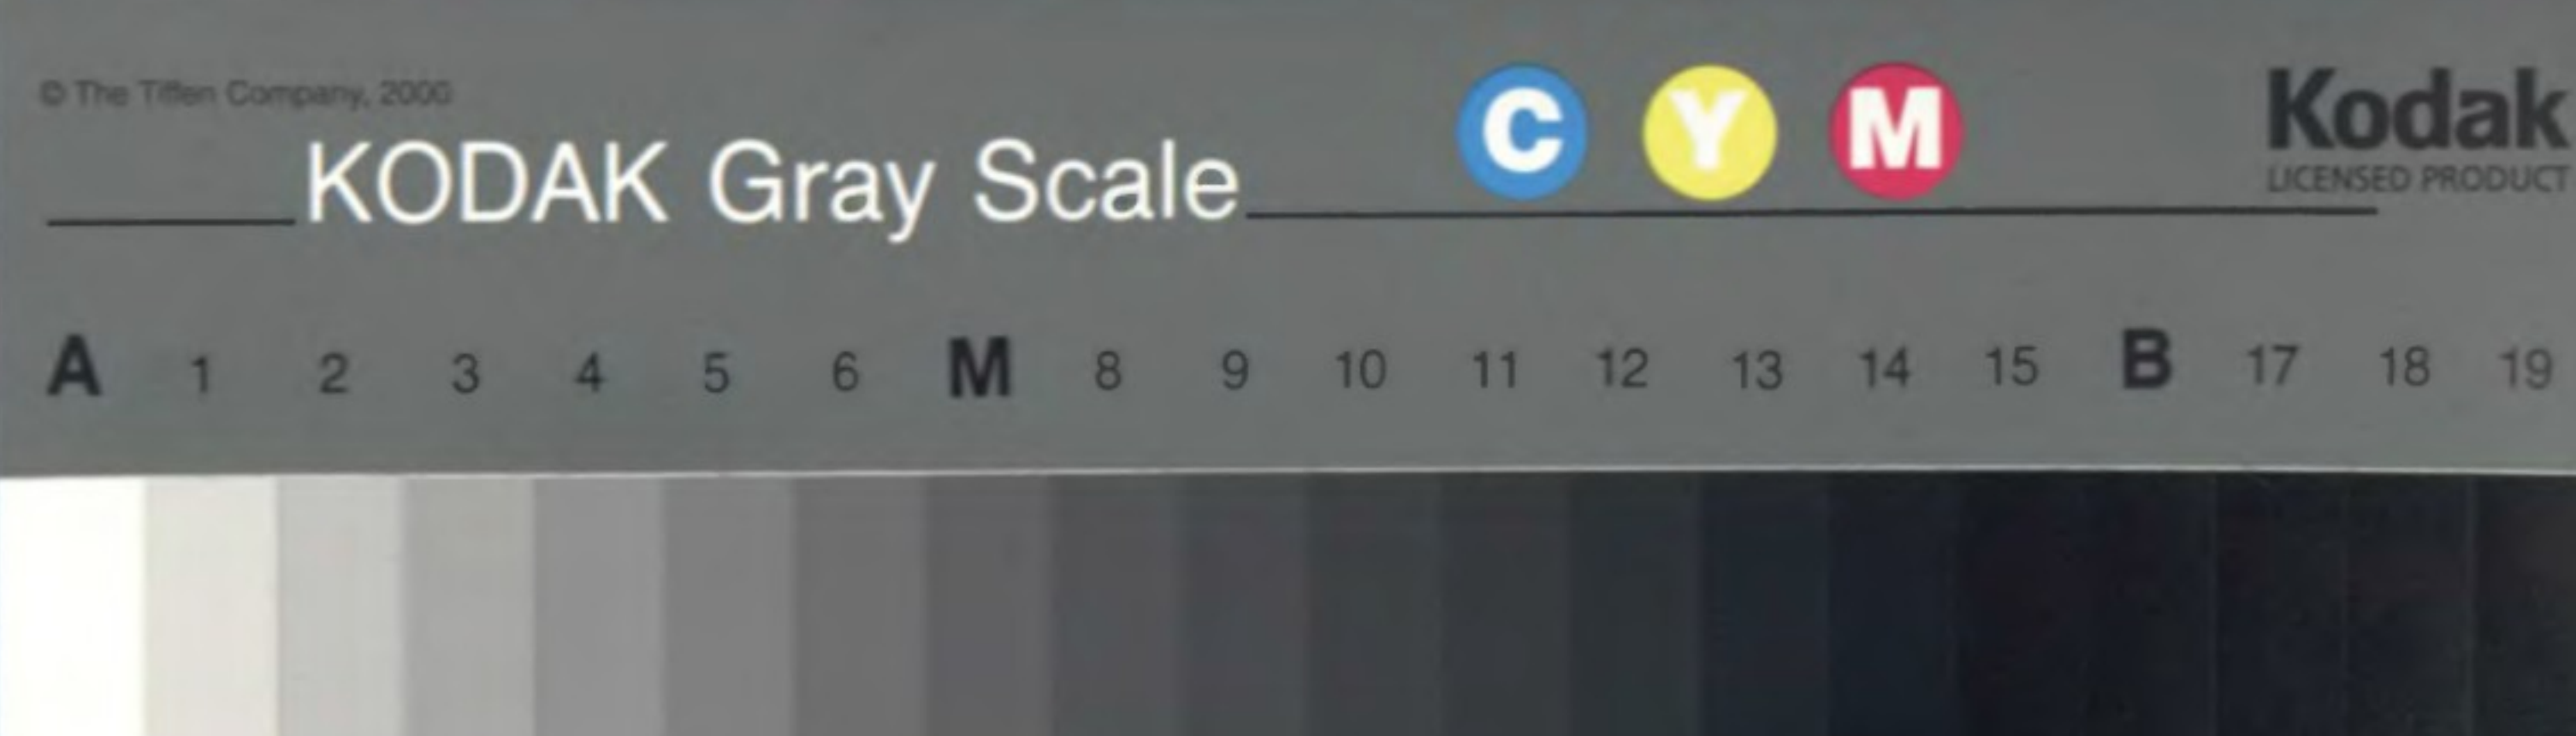 © The Tiffen Company, 2000
KODAK Gray Scale
C Y M
Kodak
LICENSED PRODUCT
A 1 2 3 4 5 6 M 8 9 10 11 12 13 14 15 B 17 18 19